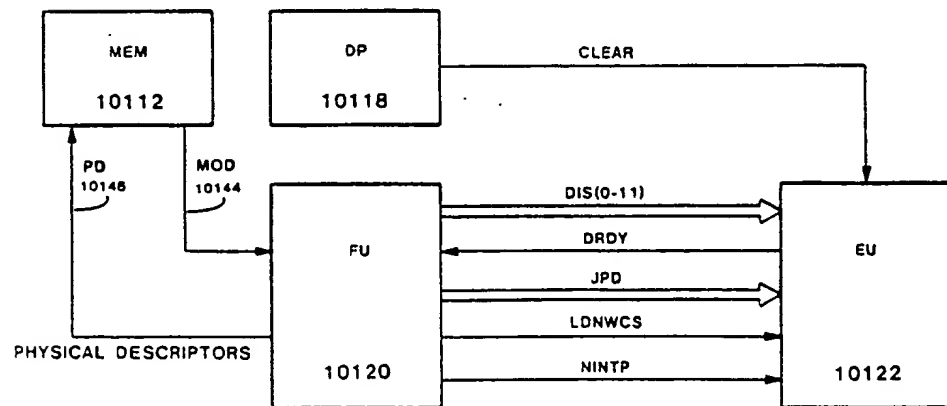 MEM
10112
DP
10118
CLEAR
PD
10146
MOD
10144
DIS(0-11)
FU
DRDY
EU
JPD
LDNWCS
PHYSICAL DESCRIPTORS
10120
NINTP
10122